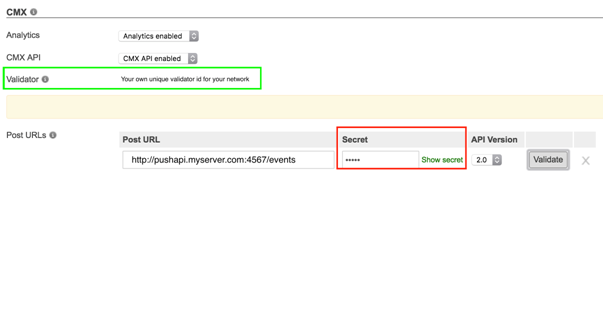 CMX
Analytics Analytics enabled
CMX API CMX API enabled
Validator Your own unique validator id for your network
Post URLs Post URL Secret API Version
http://pushapi.myserver.com:4567/events ••••• Show secret 2.0 Validate X